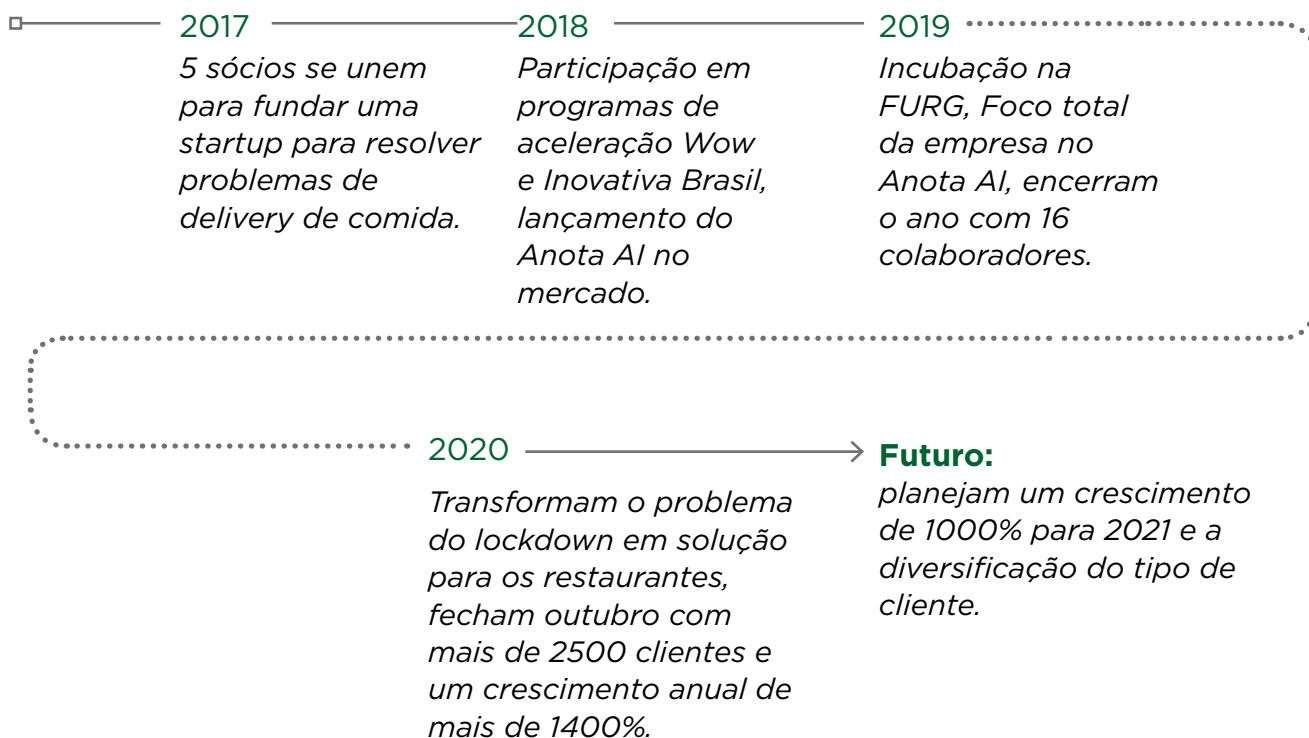 2017
5 sócios se unem
para fundar uma
startup para resolver
problemas de
delivery de comida.
2018
Participação em
programas de
aceleração Wow
e Inovativa Brasil,
lançamento do
Anota AI no
mercado.
2019
Incubação na
FURG, Foco total
da empresa no
Anota AI, encerram
o ano com 16
colaboradores.
2020
Transformam o problema
do lockdown em solução
para os restaurantes,
fecham outubro com
mais de 2500 clientes e
um crescimento anual de
mais de 1400%.
Futuro:
planejam um crescimento
de 1000% para 2021 e a
diversificação do tipo de
cliente.